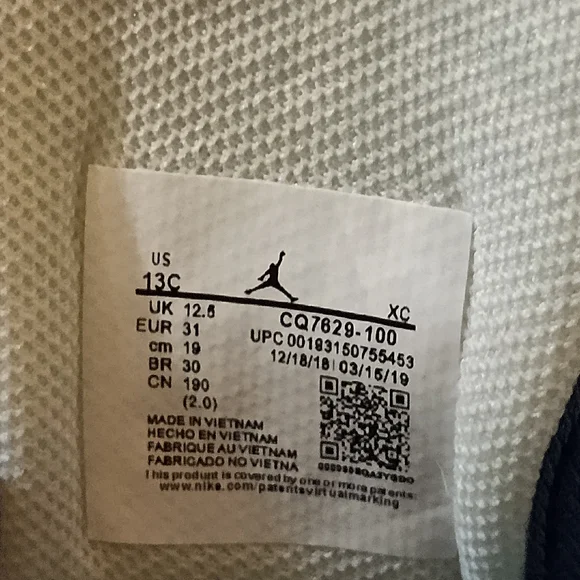 US
13C
XC
UK 12.5
CQ7629-100
EUR 31
UPC 00193150755453
cm 19
12/18/18 03/15/19
BR 30
CN 190
(2.0)
MADE IN VIETNAM
HECHO EN VIETNAM
FABRIQUE AU VIETNAM
FABRICADO NO VIETNA
This product is covered by one or more patents:
www.nike.com/patentsvirtualmarking